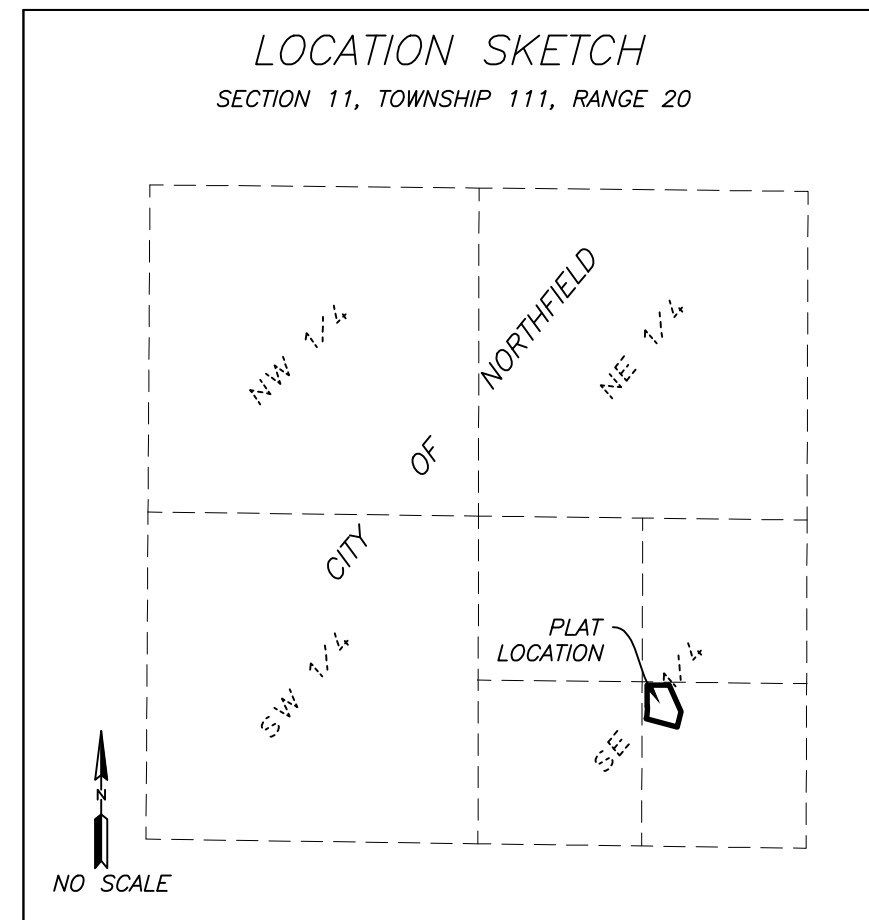 LOCATION SKETCH
SECTION 11, TOWNSHIP 111, RANGE 20
NW 1/4
NE 1/4
CITY OF NORTHFIELD
SW 1/4
SE 1/4
PLAT
LOCATION
N
NO SCALE